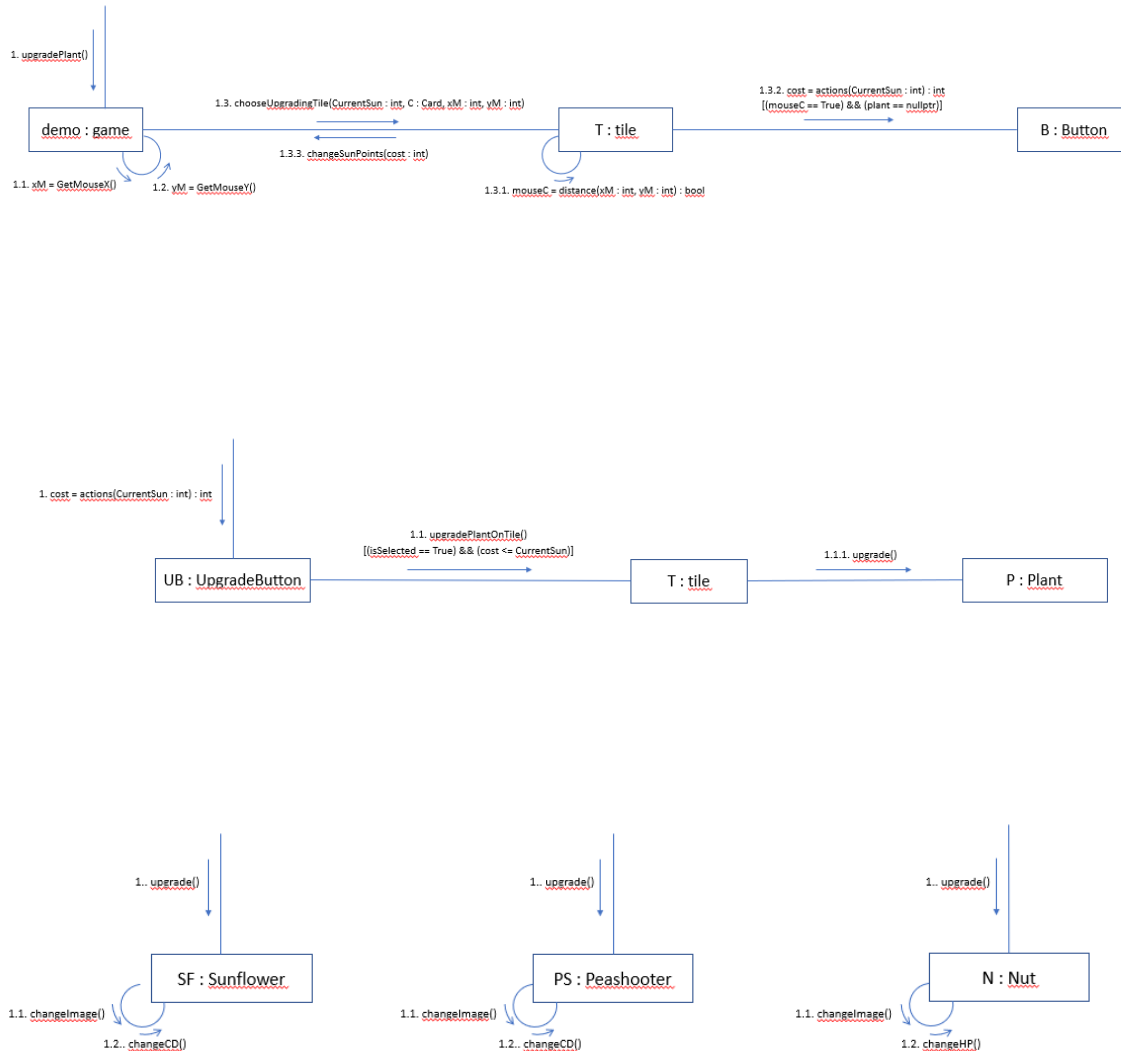 1. upgradePlant()
1.3. chooseUpgradingTile(CurrentSun : int, C : Card, xM : int, yM : int)
1.3.2. cost = actions(CurrentSun : int) : int
[(mouseC == True) && (plant == nullptr)]
demo : game
T : tile
B : Button
1.3.3. changeSunPoints(cost : int)
1.1. xM = GetMouseX()
1.2. yM = GetMouseY()
1.3.1. mouseC = distance(xM : int, yM : int) : bool
1. cost = actions(CurrentSun : int) : int
1.1. upgradePlantOnTile()
[(isSelected == True) && (cost <= CurrentSun)]
1.1.1. upgrade()
UB : UpgradeButton
T : tile
P : Plant
1.. upgrade()
1.. upgrade()
1.. upgrade()
SF : Sunflower
PS : Peashooter
N : Nut
1.1. changeImage()
1.1. changeImage()
1.1. changeImage()
1.2.. changeCD()
1.2.. changeCD()
1.2. changeHP()